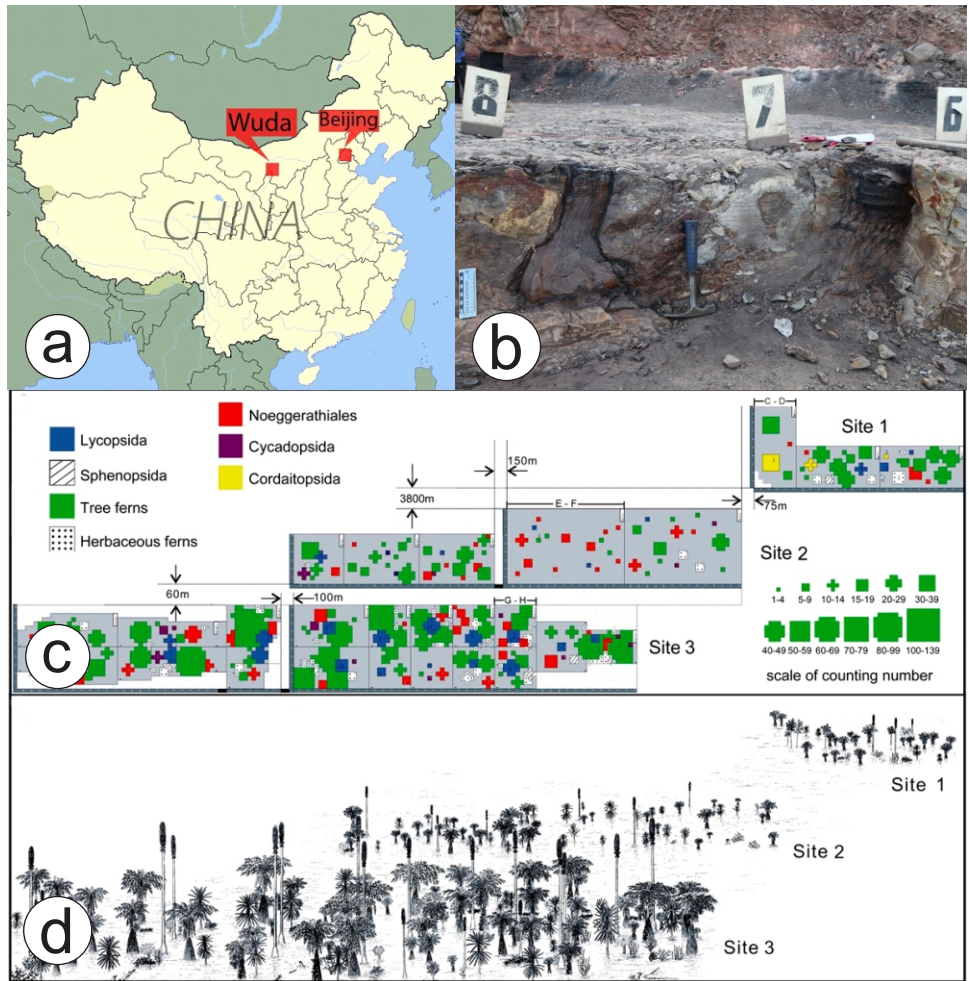 Wuda
Beijing
CHINA
a
8
7
6
b
Lycopsida
Sphenopsida
Tree ferns
Herbaceous ferns
Noeggerathiales
Cycadopsida
Cordaitopsida
150m
3800m
C - D
Site 1
75m
E - F
Site 2
60m
100m
G - H
Site 3
1-4 5-9 10-14 15-19 20-29 30-39
40-49 50-59 60-69 70-79 80-99 100-139
scale of counting number
c
Site 1
Site 2
Site 3
d